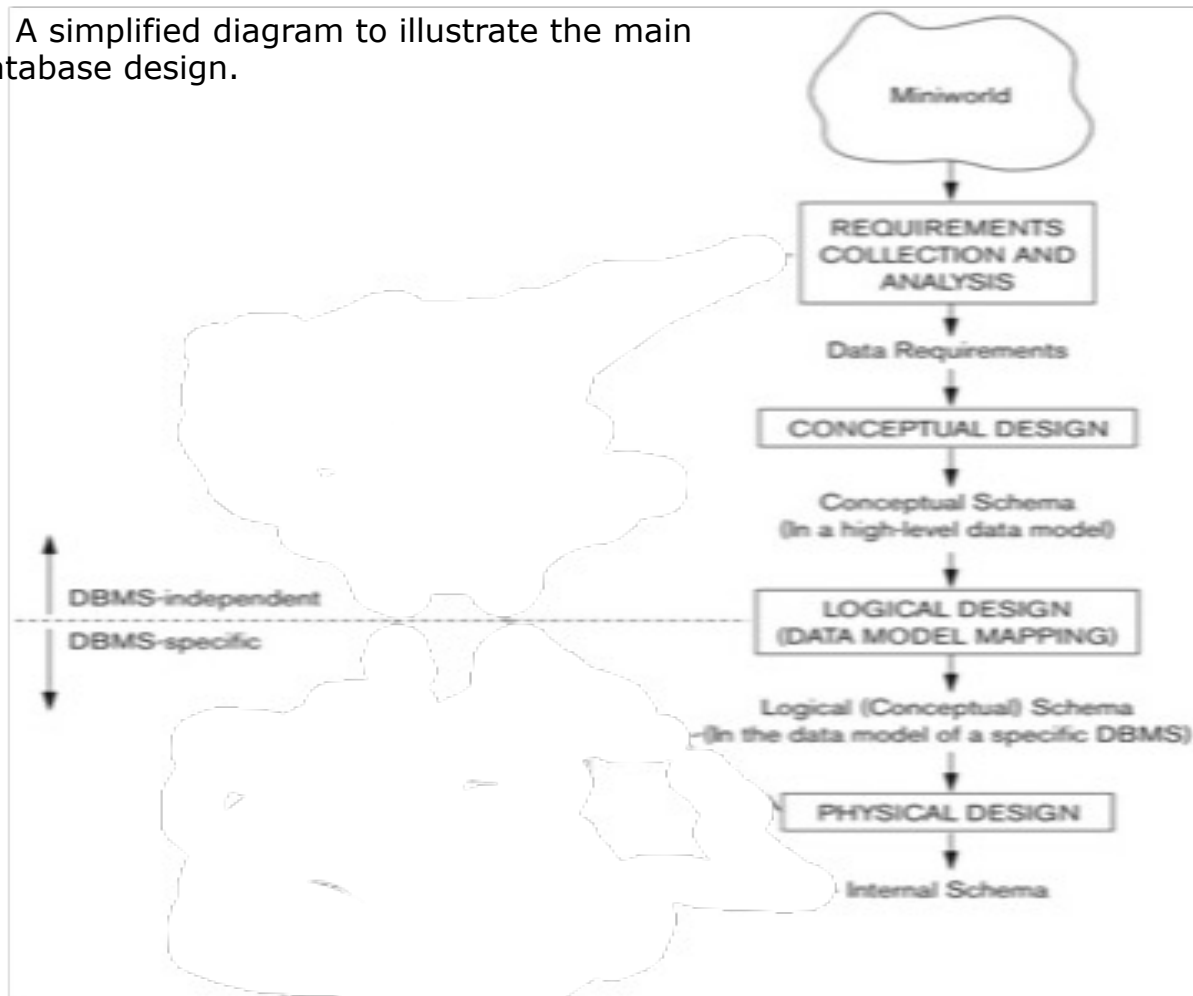 A simplified diagram to illustrate the main
atabase design.
Miniworld
REQUIREMENTS
COLLECTION AND
ANALYSIS
Data Requirements
CONCEPTUAL DESIGN
Conceptual Schema
(In a high-level data model)
DBMS-independent
DBMS-specific
LOGICAL DESIGN
(DATA MODEL MAPPING)
Logical (Conceptual) Schema
(In the data model of a specific DBMS)
PHYSICAL DESIGN
Internal Schema